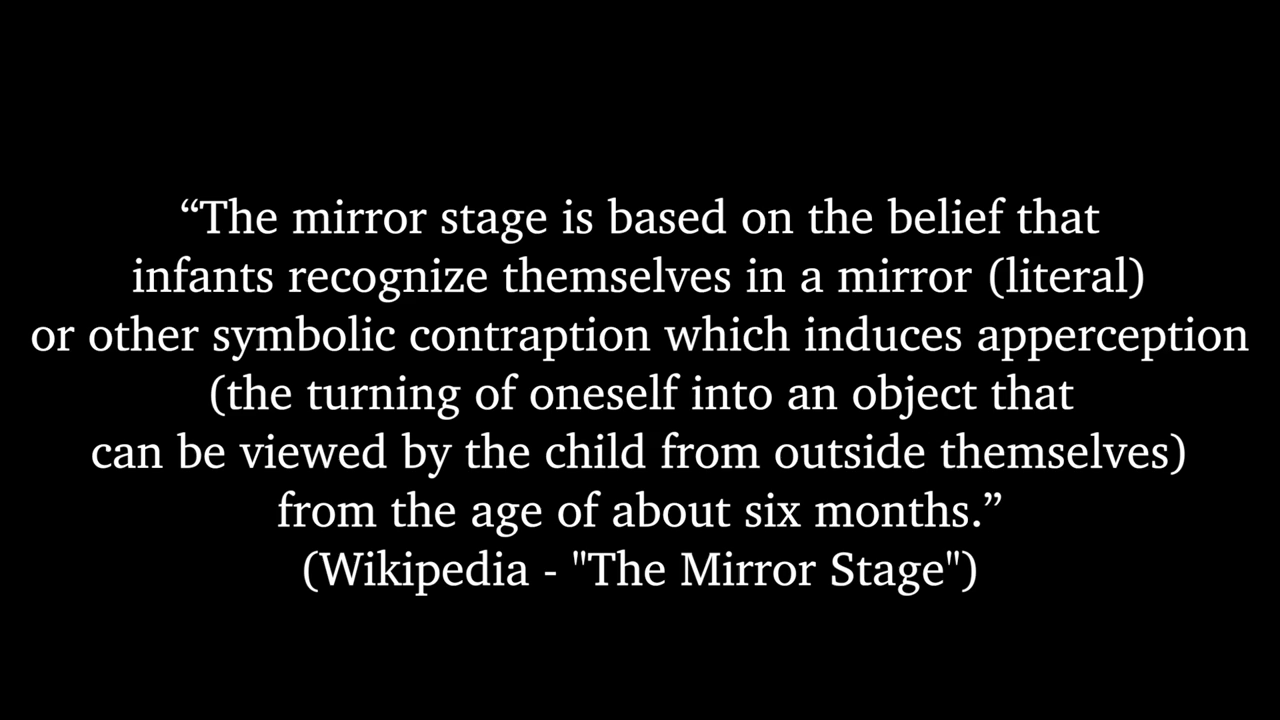 “The mirror stage is based on the belief that
infants recognize themselves in a mirror (literal)
or other symbolic contraption which induces apperception
(the turning of oneself into an object that
can be viewed by the child from outside themselves)
from the age of about six months.”
(Wikipedia - "The Mirror Stage")